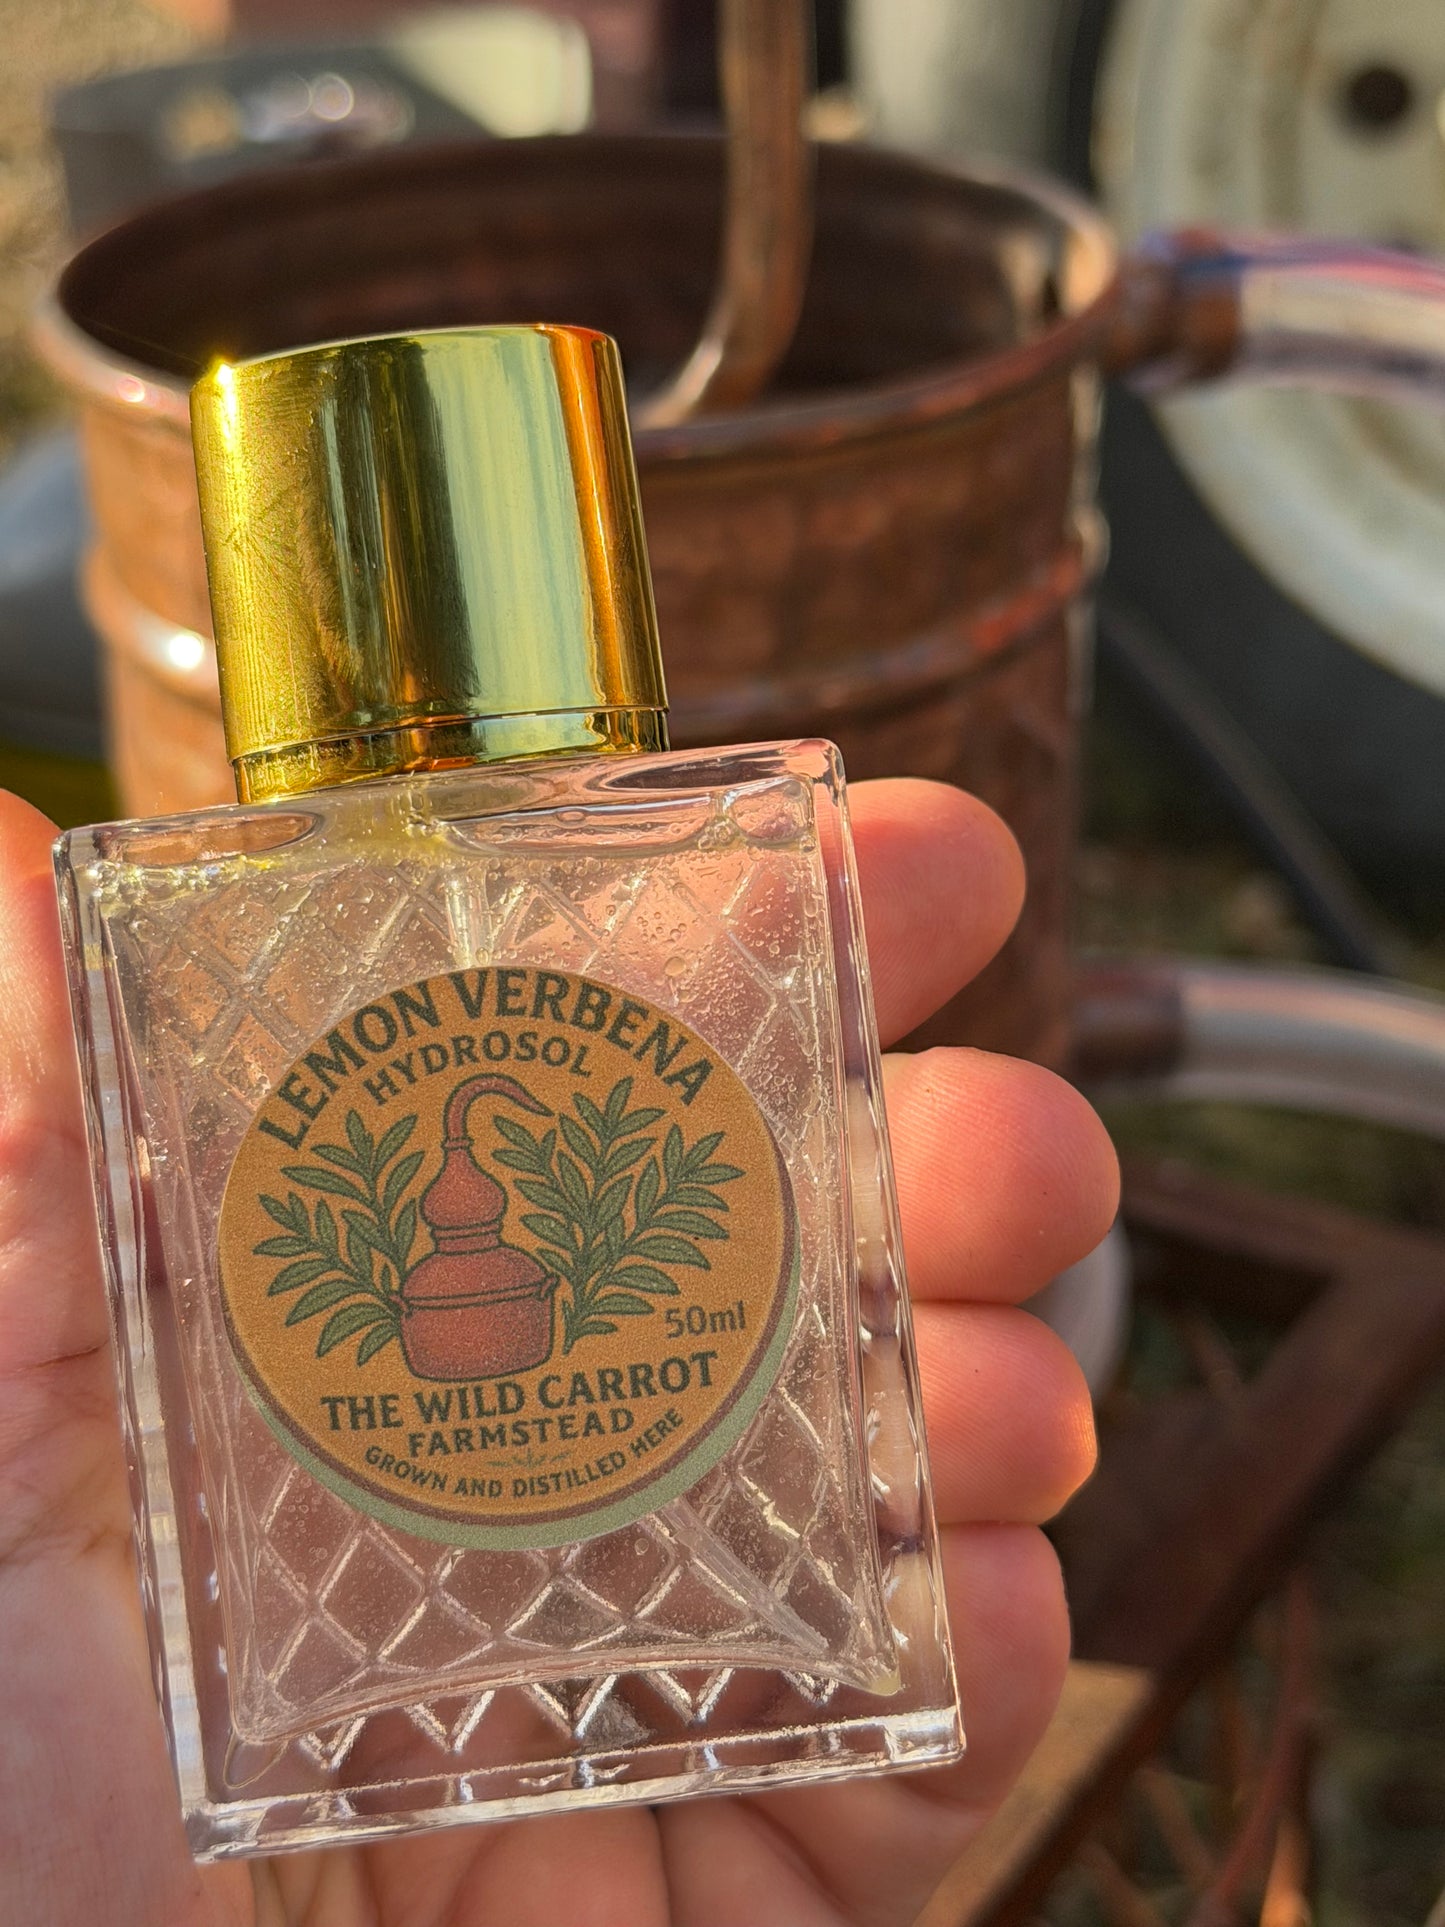 LEMON VERBENA
HYDROSOL
50ml
THE WILD CARROT
FARMSTEAD
GROWN AND DISTILLED HERE